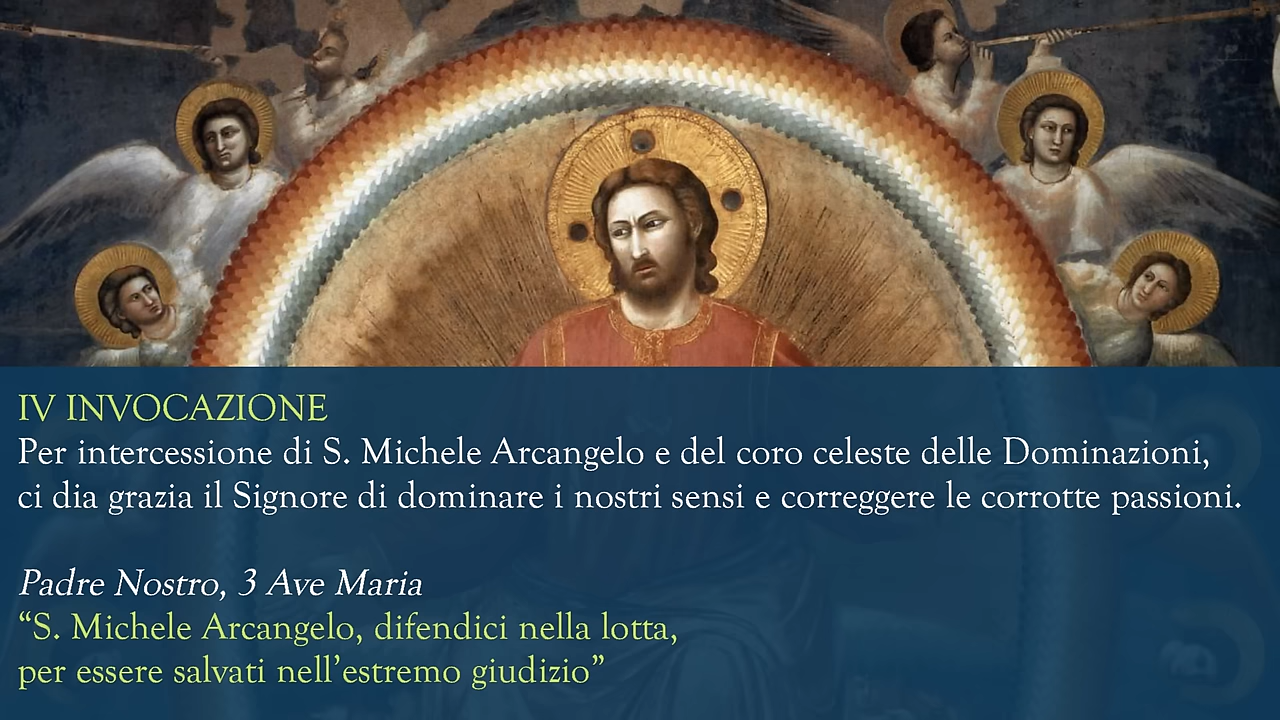 IV INVOCAZIONE
Per intercessione di S. Michele Arcangelo e del coro celeste delle Dominazioni,
ci dia grazia il Signore di dominare i nostri sensi e correggere le corrotte passioni.
Padre Nostro, 3 Ave Maria
“S. Michele Arcangelo, difendici nella lotta,
per essere salvati nell’estremo giudizio”